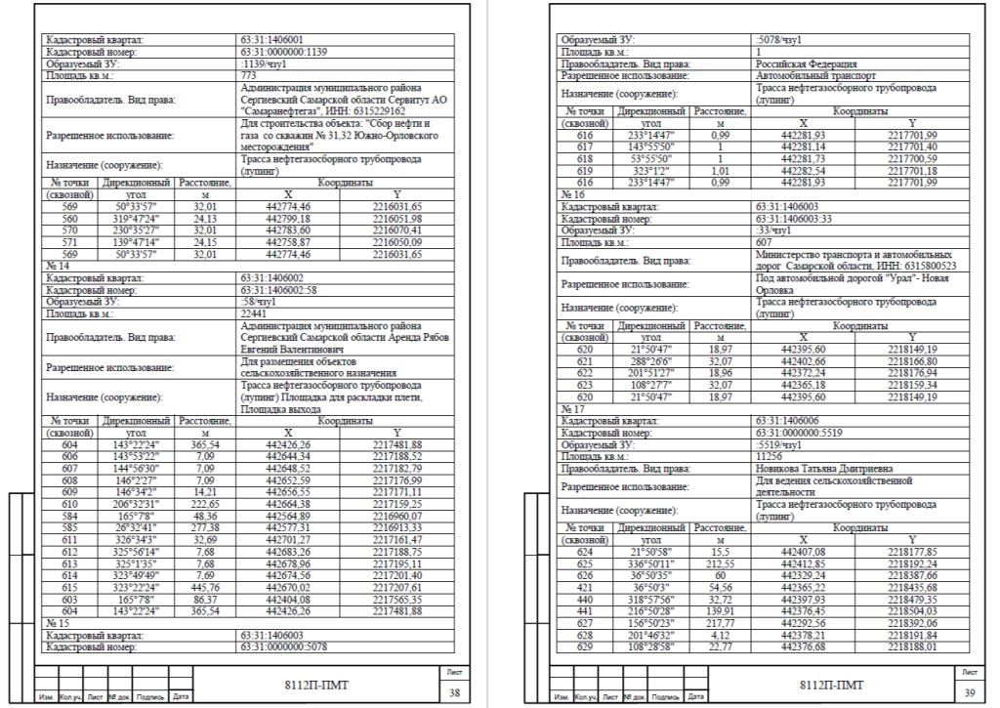 Кадастровый квартал: 63:31:1406001
Кадастровый номер: 63:31:0000000:1139
Образуемый ЗУ: :1139/чзу1
Площадь кв.м.: 773
Правообладатель. Вид права: Администрация муниципального района
Сергиевский Самарской области Сервитут АО
"Самаранефтегаз", ИНН: 6315229162
Разрешенное использование: Для строительства объекта: "Сбор нефти и
газа со скважин № 31,32 Южно-Орловского
месторождения"
Назначение (сооружение): Трасса нефтегазосборного трубопровода
(лупинг)
№ точки Дирекционный Расстояние, Координаты
(сквозной) угол м X Y
569 50°33'57" 32,01 442774,46 2216031,65
560 319°47'24" 24,13 442799,18 2216051,98
570 230°35'27" 32,01 442783,60 2216070,41
571 139°47'14" 24,15 442758,87 2216050,09
569 50°33'57" 32,01 442774,46 2216031,65
№ 14
Кадастровый квартал: 63:31:1406002
Кадастровый номер: 63:31:1406002:58
Образуемый ЗУ: :58/чзу1
Площадь кв.м.: 22441
Правообладатель. Вид права: Администрация муниципального района
Сергиевский Самарской области Аренда Рябов
Евгений Валентинович
Разрешенное использование: Для размещения объектов
сельскохозяйственного назначения
Назначение (сооружение): Трасса нефтегазосборного трубопровода
(лупинг) Площадка для раскладки плети,
Площадка выхода
№ точки Дирекционный Расстояние, Координаты
(сквозной) угол м X Y
604 143°22'24" 365,54 442426,26 2217481,88
606 143°53'22" 7,09 442644,34 2217188,52
607 144°56'30" 7,09 442648,52 2217182,79
608 146°2'27" 7,09 442652,59 2217176,99
609 146°34'2" 14,21 442656,55 2217171,11
610 206°32'31" 222,65 442664,38 2217159,25
584 165°7'8" 48,36 442564,89 2216960,07
585 26°32'41" 277,38 442577,31 2216913,33
611 326°34'3" 32,69 442701,27 2217161,47
612 325°56'14" 7,68 442683,26 2217188,75
613 325°1'35" 7,68 442678,96 2217195,11
614 323°49'49" 7,69 442674,56 2217201,40
615 323°22'24" 445,76 442670,02 2217207,61
603 165°7'8" 86,37 442404,08 2217565,35
604 143°22'24" 365,54 442426,26 2217481,88
№ 15
Кадастровый квартал: 63:31:1406003
Кадастровый номер: 63:31:0000000:5078
Изм. Кол.уч. Лист № док. Подпись Дата
8112П-ПМТ
Лист
38
Образуемый ЗУ: :5078/чзу1
Площадь кв.м.: 1
Правообладатель. Вид права: Российская Федерация
Разрешенное использование: Автомобильный транспорт
Назначение (сооружение): Трасса нефтегазосборного трубопровода
(лупинг)
№ точки Дирекционный Расстояние, Координаты
(сквозной) угол м X Y
616 233°14'47" 0,99 442281,93 2217701,99
617 143°55'50" 1 442281,14 2217701,40
618 53°55'50" 1 442281,73 2217700,59
619 323°1'2" 1,01 442282,54 2217701,18
616 233°14'47" 0,99 442281,93 2217701,99
№ 16
Кадастровый квартал: 63:31:1406003
Кадастровый номер: 63:31:1406003:33
Образуемый ЗУ: :33/чзу1
Площадь кв.м.: 607
Правообладатель. Вид права: Министерство транспорта и автомобильных
дорог Самарской области, ИНН: 6315800523
Разрешенное использование: Под автомобильной дорогой "Урал"- Новая
Орловка
Назначение (сооружение): Трасса нефтегазосборного трубопровода
(лупинг)
№ точки Дирекционный Расстояние, Координаты
(сквозной) угол м X Y
620 21°50'47" 18,97 442395,60 2218149,19
621 288°26'6" 32,07 442402,66 2218166,80
622 201°51'27" 18,96 442372,24 2218176,94
623 108°27'7" 32,07 442365,18 2218159,34
620 21°50'47" 18,97 442395,60 2218149,19
№ 17
Кадастровый квартал: 63:31:1406006
Кадастровый номер: 63:31:0000000:5519
Образуемый ЗУ: :5519/чзу1
Площадь кв.м.: 11256
Правообладатель. Вид права: Новикова Татьяна Дмитриевна
Разрешенное использование: Для ведения сельскохозяйственной
деятельности
Назначение (сооружение): Трасса нефтегазосборного трубопровода
(лупинг)
№ точки Дирекционный Расстояние, Координаты
(сквозной) угол м X Y
624 21°50'58" 15,5 442407,08 2218177,85
625 336°50'11" 212,55 442412,85 2218192,24
626 36°50'35" 60 442329,24 2218387,66
421 36°50'3" 54,56 442365,22 2218435,68
440 318°57'56" 32,72 442397,93 2218479,35
441 216°50'28" 139,91 442376,45 2218504,03
627 156°50'23" 217,77 442292,56 2218392,06
628 201°46'32" 4,12 442378,21 2218191,84
629 108°28'58" 22,77 442376,68 2218188,01
Изм. Кол.уч. Лист № док. Подпись Дата
8112П-ПМТ
Лист
39